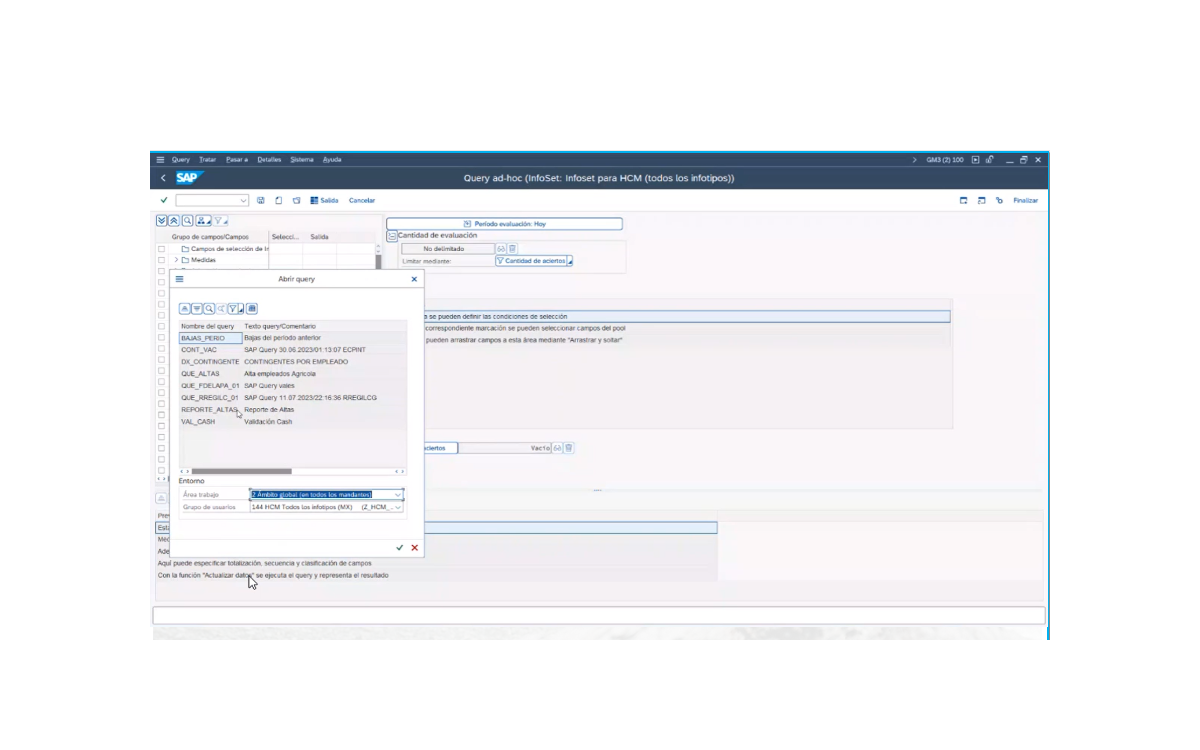 Query Tratar Pasar a Detalles Sistema Ayuda GM3 (2) 100
SAP Query ad-hoc (InfoSet: Infoset para HCM (todos los infotipos))
Salida Cancelar Finalizar
Período evaluación: Hoy
Grupo de campos/Campos Selecci... Salida
Cantidad de evaluación
Campos de selección de In
No delimitado
Medidas
Limitar mediante: Cantidad de aciertos
Abrir query
Nombre del query Texto query/Comentario
s se pueden definir las condiciones de selección
correspondiente marcación se pueden seleccionar campos del pool
pueden arrastrar campos a esta área mediante "Arrastrar y soltar"
BAJAS_PERIO Bajas del periodo anterior
CONT_VAC SAP Query 30.06.2023/01:13:07 ECPINT
DX_CONTINGENTE CONTINGENTES POR EMPLEADO
QUE_ALTAS Alta empleados Agrícola
QUE_FDELAPA_01 SAP Query vales
QUE_RREGILC_01 SAP Query 11.07.2023/22:16:36 RREGILCG
REPORTE_ALTAS Reporte de Altas
VAL_CASH Validación Cash
ciertos Vacío
Entorno
Área trabajo 2 Ámbito global (en todos los mandantes)
Grupo de usuarios 144 HCM Todos los infotipos (MX) (Z_HCM_...
Pre
Esta
Med
Ade
Aquí puede especificar totalización, secuencia y clasificación de campos
Con la función "Actualizar datos" se ejecuta el query y representa el resultado